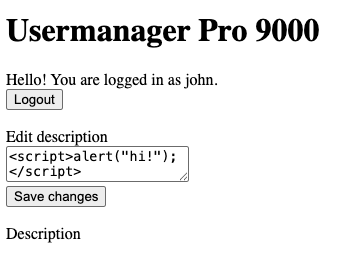 Usermanager Pro 9000
Hello! You are logged in as john.
Logout
Edit description
<script>alert("hi!");
</script>
Save changes
Description